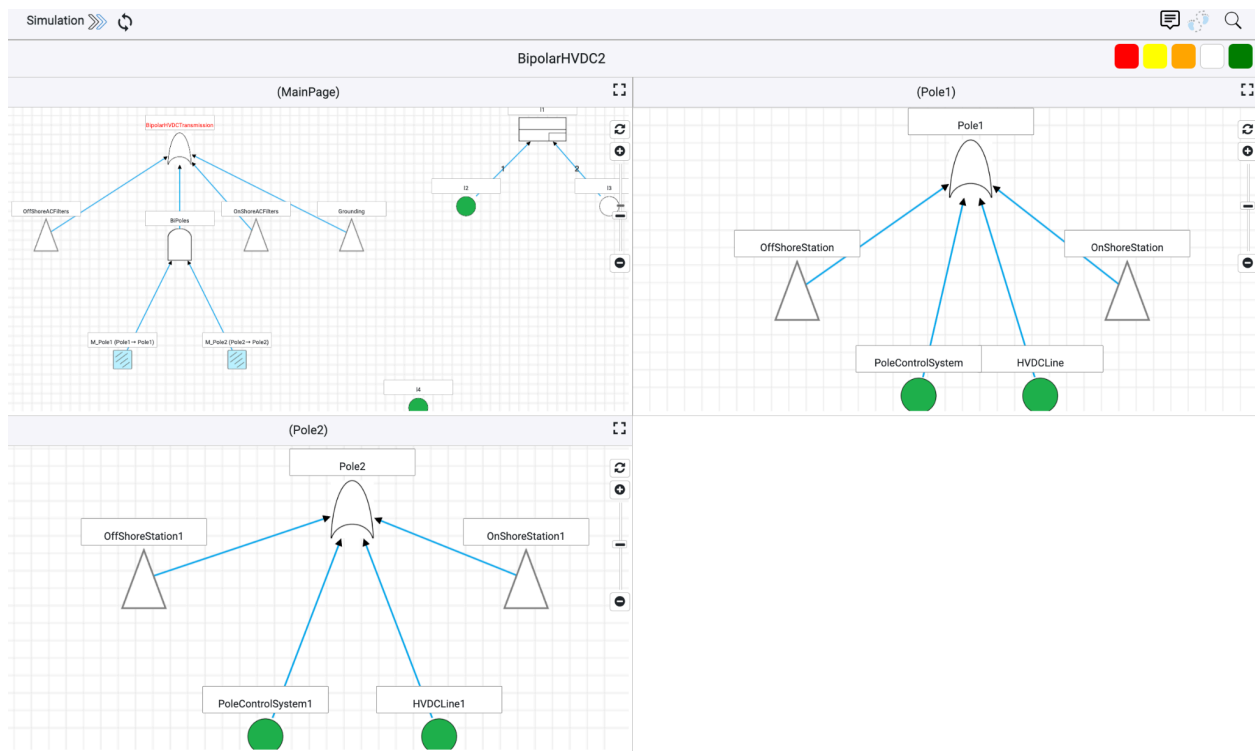 Simulation
BipolarHVDC2
(MainPage)
BipolarHVDCTransmission
I1
1
2
I2
I3
OffShoreACFilters
BiPoles
OnShoreACFilters
Grounding
M_Pole1 (Pole1→ Pole1)
M_Pole2 (Pole2→ Pole2)
I4
(Pole1)
Pole1
OffShoreStation
OnShoreStation
PoleControlSystem
HVDCLine
(Pole2)
Pole2
OffShoreStation1
OnShoreStation1
PoleControlSystem1
HVDCLine1